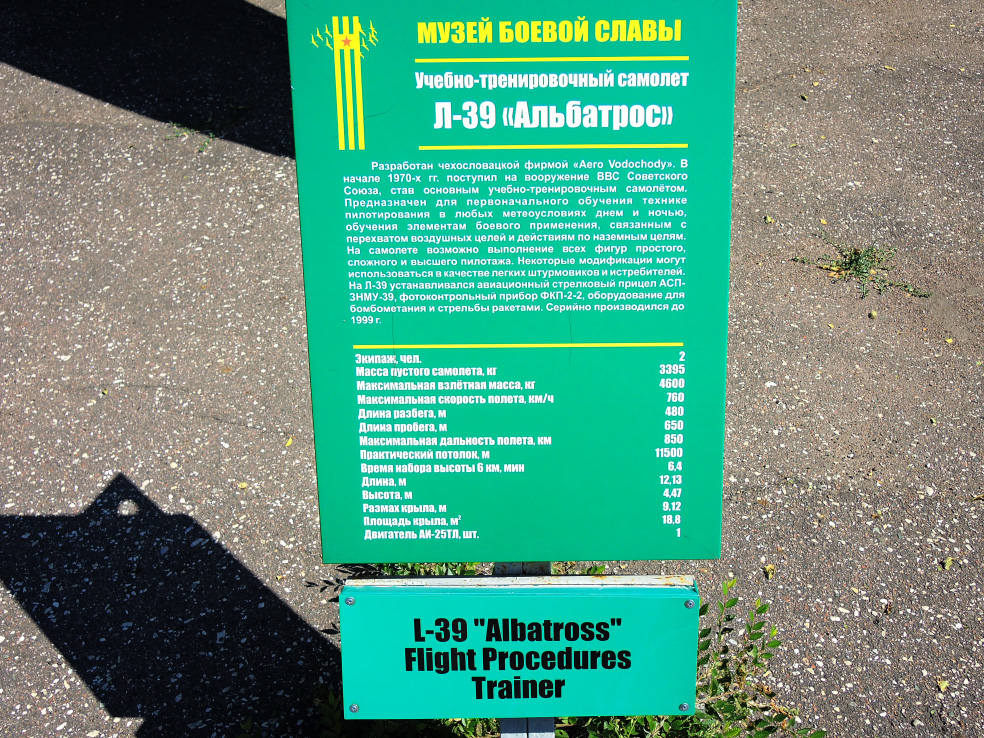 МУЗЕЙ БОЕВОЙ СЛАВЫ
Учебно-тренировочный самолет
Л-39 «Альбатрос»
Разработан чехословацкой фирмой «Aero Vodochody». В
начале 1970-х гг. поступил на вооружение ВВС Советского
Союза, став основным учебно-тренировочным самолётом.
Предназначен для первоначального обучения технике
пилотирования в любых метеоусловиях днем и ночью,
обучения элементам боевого применения, связанным с
перехватом воздушных целей и действиям по наземным целям.
На самолете возможно выполнение всех фигур простого,
сложного и высшего пилотажа. Некоторые модификации могут
использоваться в качестве легких штурмовиков и истребителей.
На Л-39 устанавливался авиационный стрелковый прицел АСП-
ЗНМУ-39, фотоконтрольный прибор ФКП-2-2, оборудование для
бомбометания и стрельбы ракетами. Серийно производился до
1999 г.
Экипаж, чел. 2
Масса пустого самолета, кг 3395
Максимальная взлётная масса, кг 4600
Максимальная скорость полета, км/ч 760
Длина разбега, м 480
Длина пробега, м 650
Максимальная дальность полета, км 850
Практический потолок, м 11500
Время набора высоты 6 км, мин 6,4
Длина, м 12,13
Высота, м 4,47
Размах крыла, м 9,12
Площадь крыла, м² 18,8
Двигатель АИ-25ТЛ, шт. 1
L-39 "Albatross"
Flight Procedures
Trainer